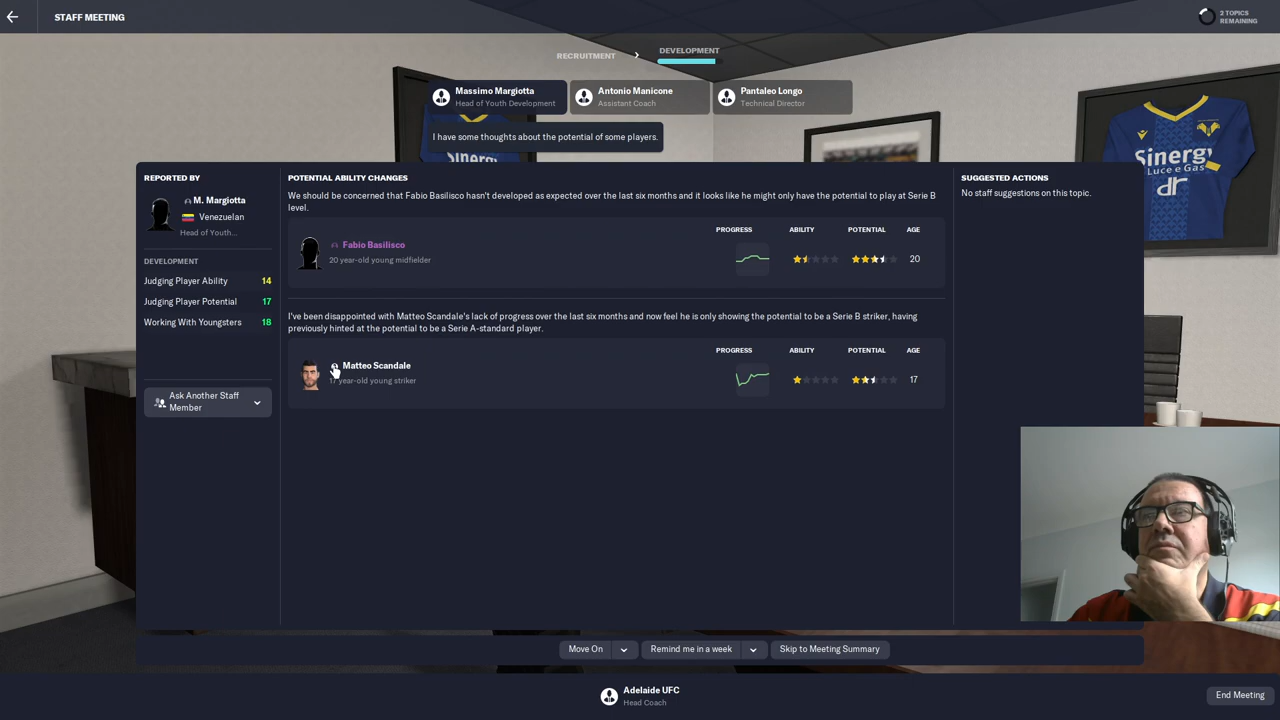 STAFF MEETING
2 TOPICS
REMAINING
RECRUITMENT
DEVELOPMENT
Massimo Margiotta
Head of Youth Development
Antonio Manicone
Assistant Coach
Pantaleo Longo
Technical Director
I have some thoughts about the potential of some players.
REPORTED BY
M. Margiotta
Venezuelan
Head of Youth...
DEVELOPMENT
Judging Player Ability 14
Judging Player Potential 17
Working With Youngsters 18
Ask Another Staff
Member
POTENTIAL ABILITY CHANGES
We should be concerned that Fabio Basilisco hasn't developed as expected over the last six months and it looks like he might only have the potential to play at Serie B
level.
PROGRESS ABILITY POTENTIAL AGE
Fabio Basilisco
20 year-old young midfielder
20
I've been disappointed with Matteo Scandale's lack of progress over the last six months and now feel he is only showing the potential to be a Serie B striker, having
previously hinted at the potential to be a Serie A-standard player.
PROGRESS ABILITY POTENTIAL AGE
Matteo Scandale
17 year-old young striker
17
SUGGESTED ACTIONS
No staff suggestions on this topic.
Sinergy
Luce e Gas
dr
Move On
Remind me in a week
Skip to Meeting Summary
Adelaide UFC
Head Coach
End Meeting